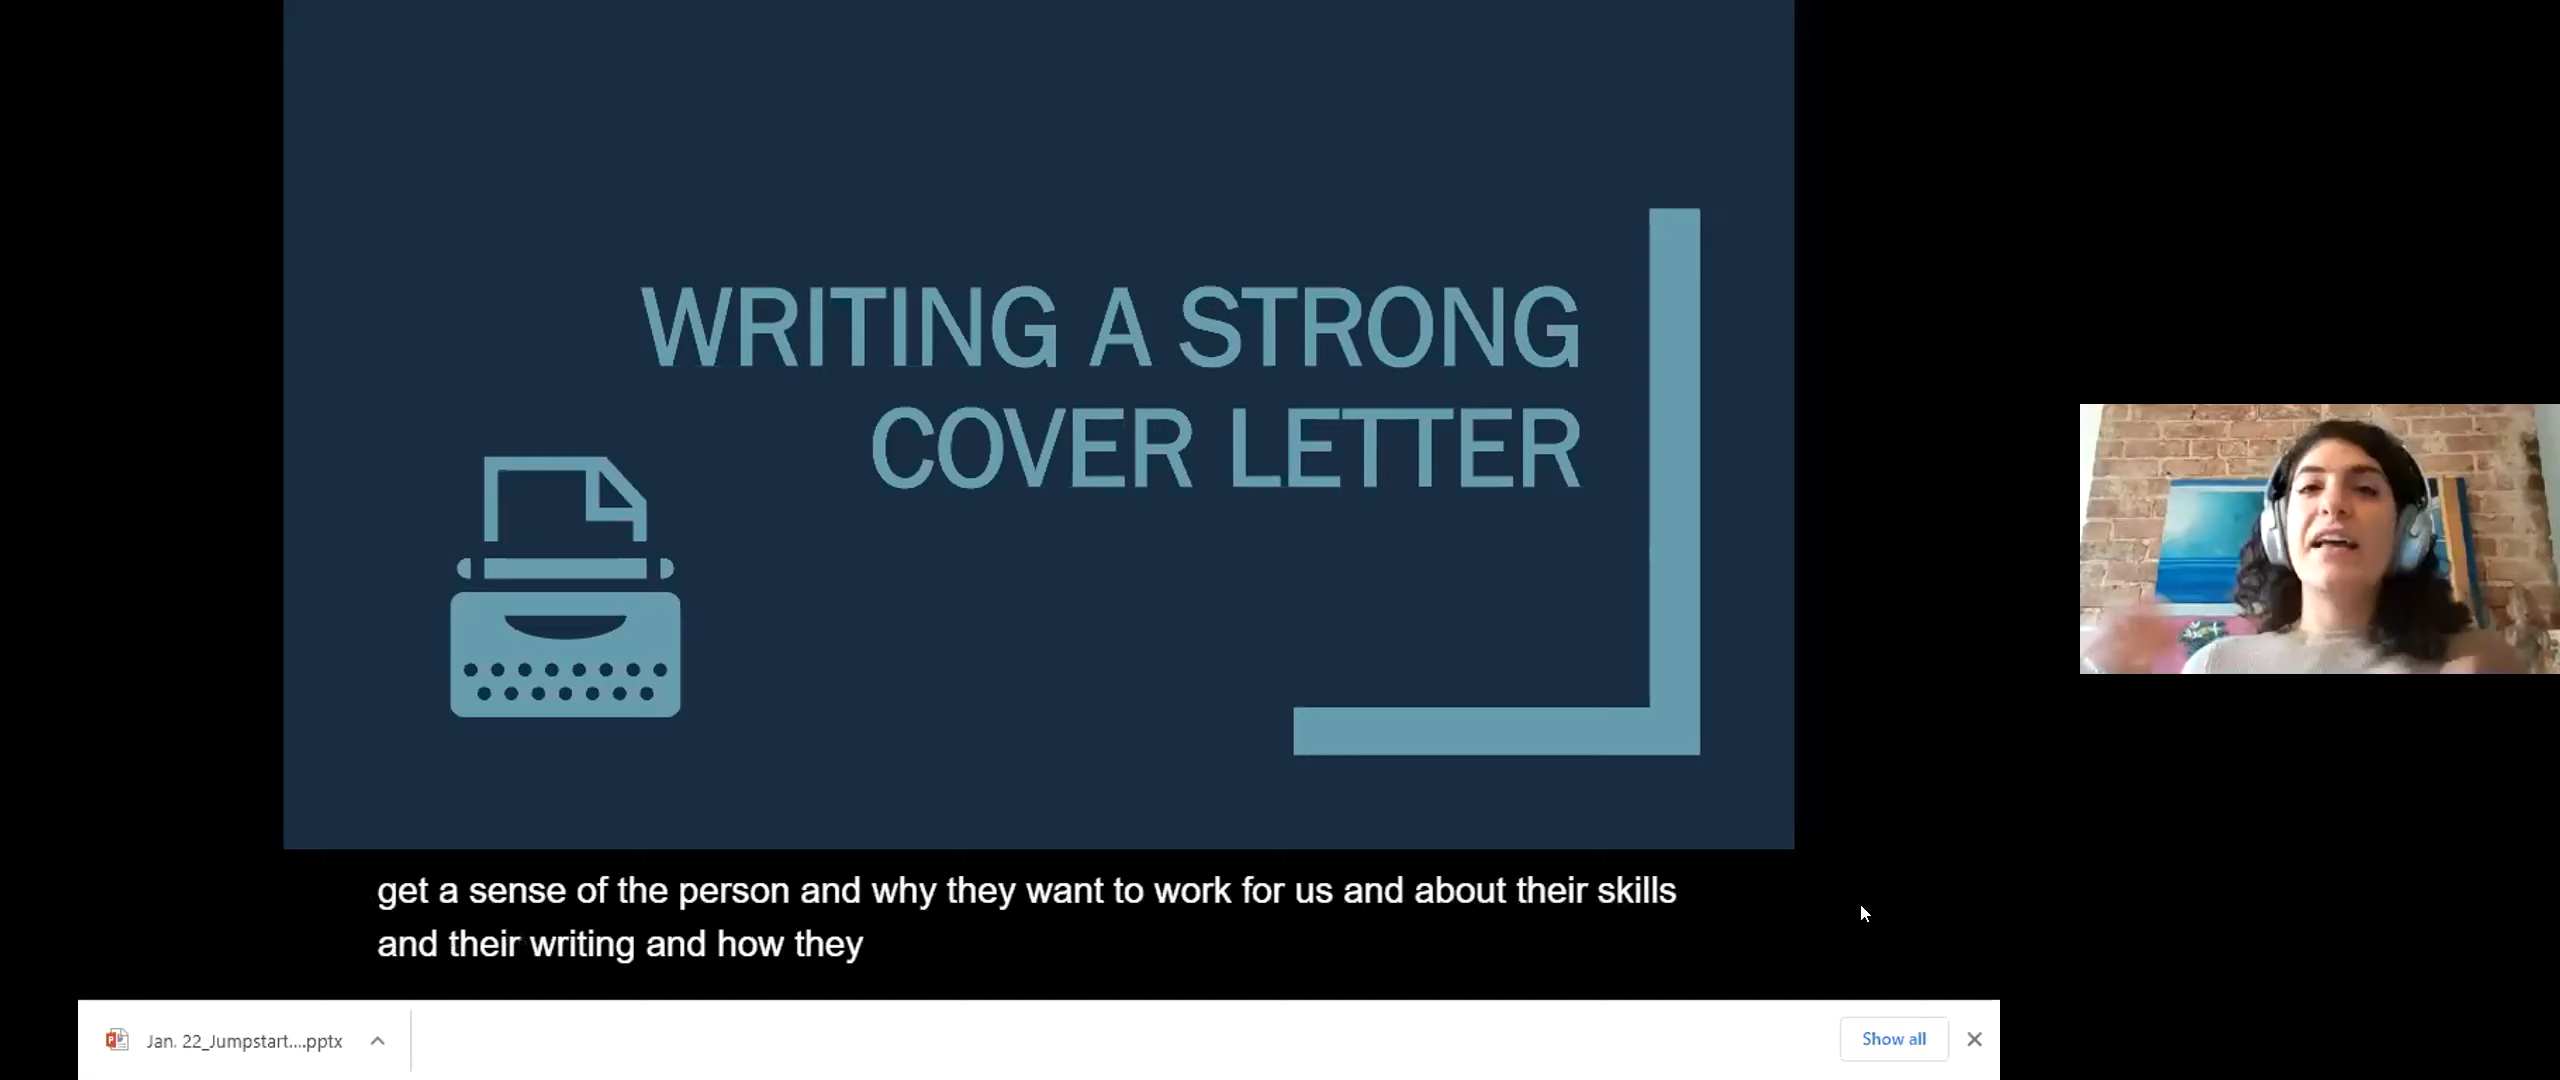 WRITING A STRONG
COVER LETTER
get a sense of the person and why they want to work for us and about their skills
and their writing and how they
Jan. 22_Jumpstart....pptx
Show all